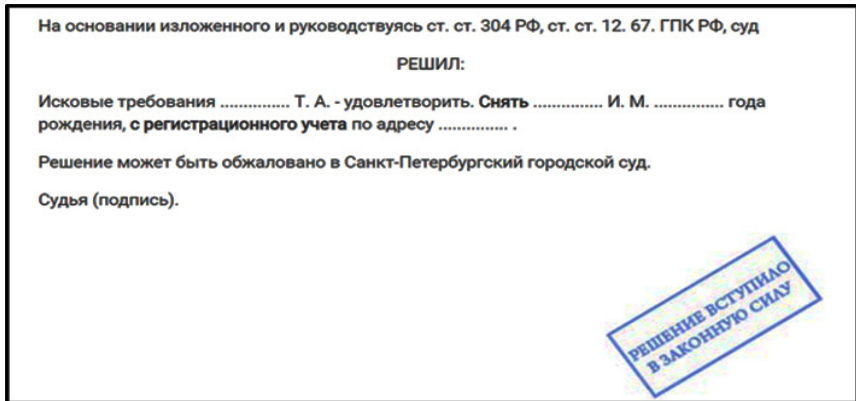 На основании изложенного и руководствуясь ст. ст. 304 РФ, ст. ст. 12. 67. ГПК РФ, суд
РЕШИЛ:
Исковые требования ............... Т. А. - удовлетворить. Снять ............... И. М. ............... года
рождения, с регистрационного учета по адресу ............... .
Решение может быть обжаловано в Санкт-Петербургский городской суд.
Судья (подпись).
РЕШЕНИЕ ВСТУПИЛО
В ЗАКОННУЮ СИЛУ